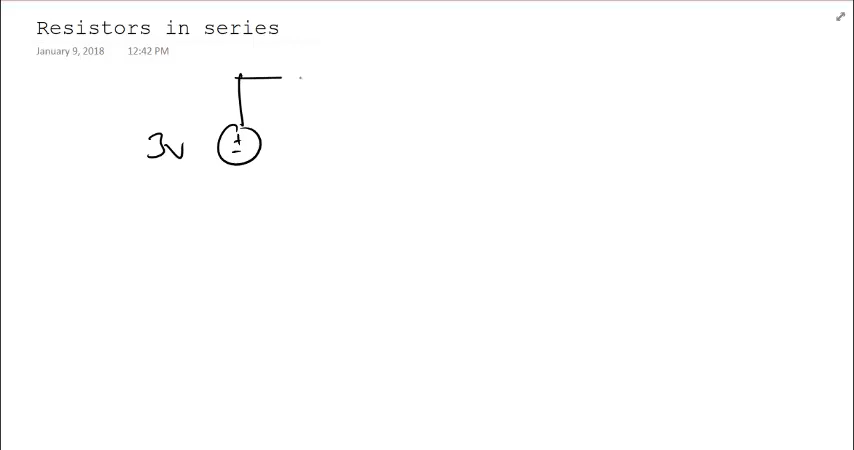 Resistors in series
January 9, 2018 12:42 PM
3v
+
-